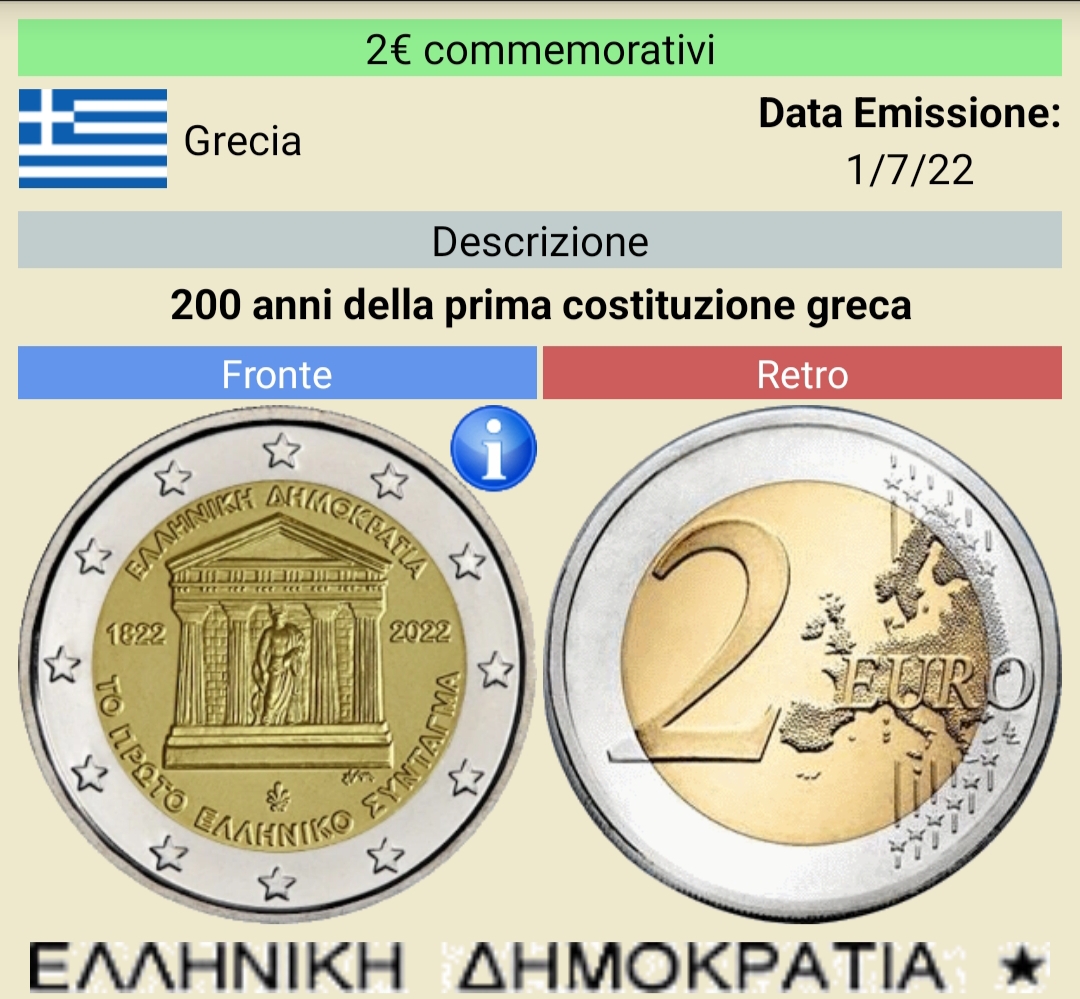 2€ commemorativi
Grecia
Data Emissione:
1/7/22
Descrizione
200 anni della prima costituzione greca
Fronte
Retro
i
ΕΛΛΗΝΙΚΗ ΔΗΜΟΚΡΑΤΙΑ
1822
2022
ΤΟ ΠΡΩΤΟ ΕΛΛΗΝΙΚΟ ΣΥΝΤΑΓΜΑ
2 EURO
ΕΛΛΗΝΙΚΗ ΔΗΜΟΚΡΑΤΙΑ ★